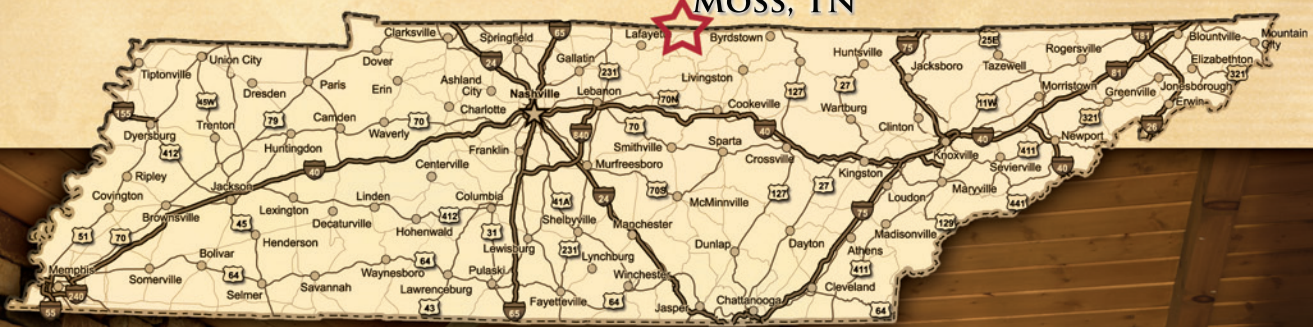 MOSS, TN
Clarksville
Springfield
65
Lafayette
Byrdstown
Mountain
City
Dover
24
Gallatin
231
Huntsville
75
25E
Rogersville
Blountville
Union City
Tiptonville
Jacksboro
Tazewell
Elizabethton
321
Dresden
Paris
Erin
Ashland
City
Nashville
Lebanon
Livingston
127
27
81
Morristown
Greenville
Jonesborough
Erwin
45W
Charlotte
70N
Cookeville
Wartburg
11W
321
155
Trenton
79
Camden
Waverly
70
840
70
40
Clinton
40
Newport
Dyersburg
412
Huntingdon
Franklin
Smithville
Sparta
Crossville
Knoxville
411
40
Centerville
Murfreesboro
Kingston
Sevierville
Ripley
40
Jackson
Linden
Columbia
41A
24
70S
McMinnville
127
27
Loudon
Maryville
441
Covington
Lexington
Decaturville
412
Shelbyville
75
Brownsville
45
Hohenwald
31
Manchester
129
51
70
Henderson
Lewisburg
231
Lynchburg
Dunlap
Dayton
Athens
Madisonville
Bolivar
64
Waynesboro
64
Pulaski
Winchester
411
Memphis
Somerville
Selmer
Savannah
Lawrenceburg
Fayetteville
64
Jasper
Chattanooga
Cleveland
240
55
43
65
64